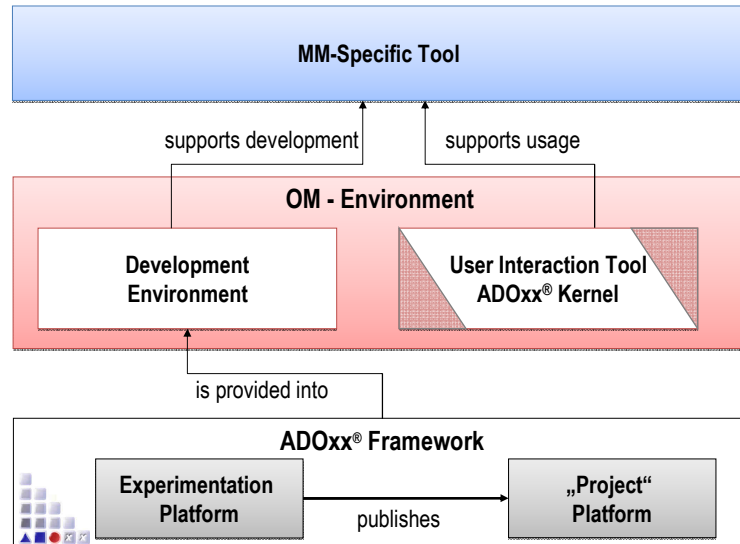 MM-Specific Tool
supports development
supports usage
OM - Environment
Development
Environment
User Interaction Tool
ADOxx® Kernel
is provided into
ADOxx® Framework
Experimentation
Platform
publishes
„Project“
Platform